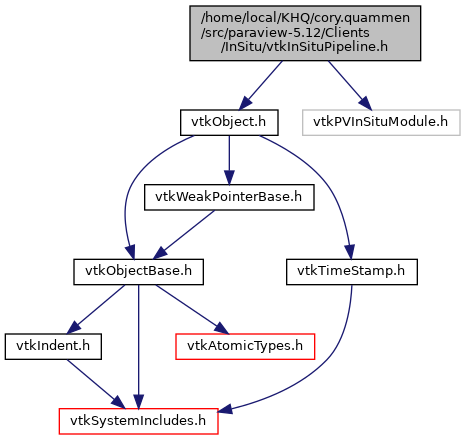 /home/local/KHQ/cory.quammen
/src/paraview-5.12/Clients
/InSitu/vtkInSituPipeline.h
vtkObject.h
vtkPVInSituModule.h
vtkWeakPointerBase.h
vtkObjectBase.h
vtkTimeStamp.h
vtkIndent.h
vtkAtomicTypes.h
vtkSystemIncludes.h